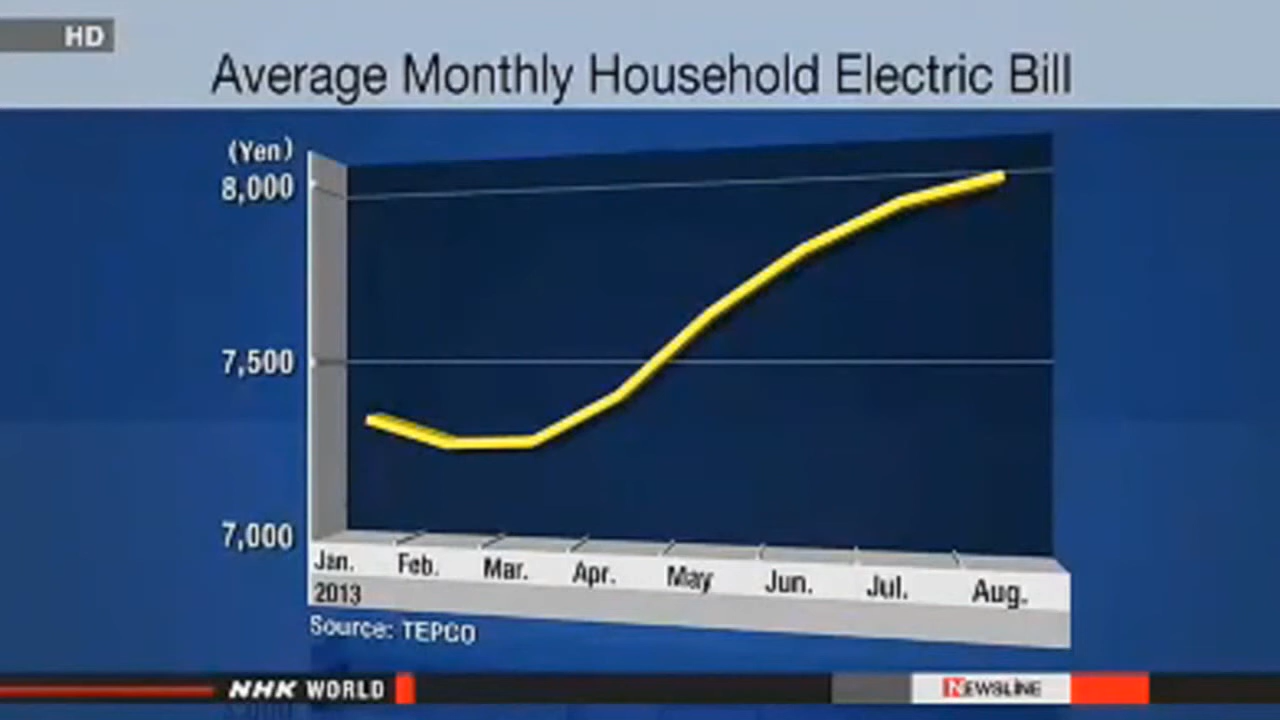 HD
Average Monthly Household Electric Bill
(Yen)
8,000
7,500
7,000
Jan. Feb. Mar. Apr. May Jun. Jul. Aug.
2013
Source: TEPCO
NHK WORLD
NEWSLINE